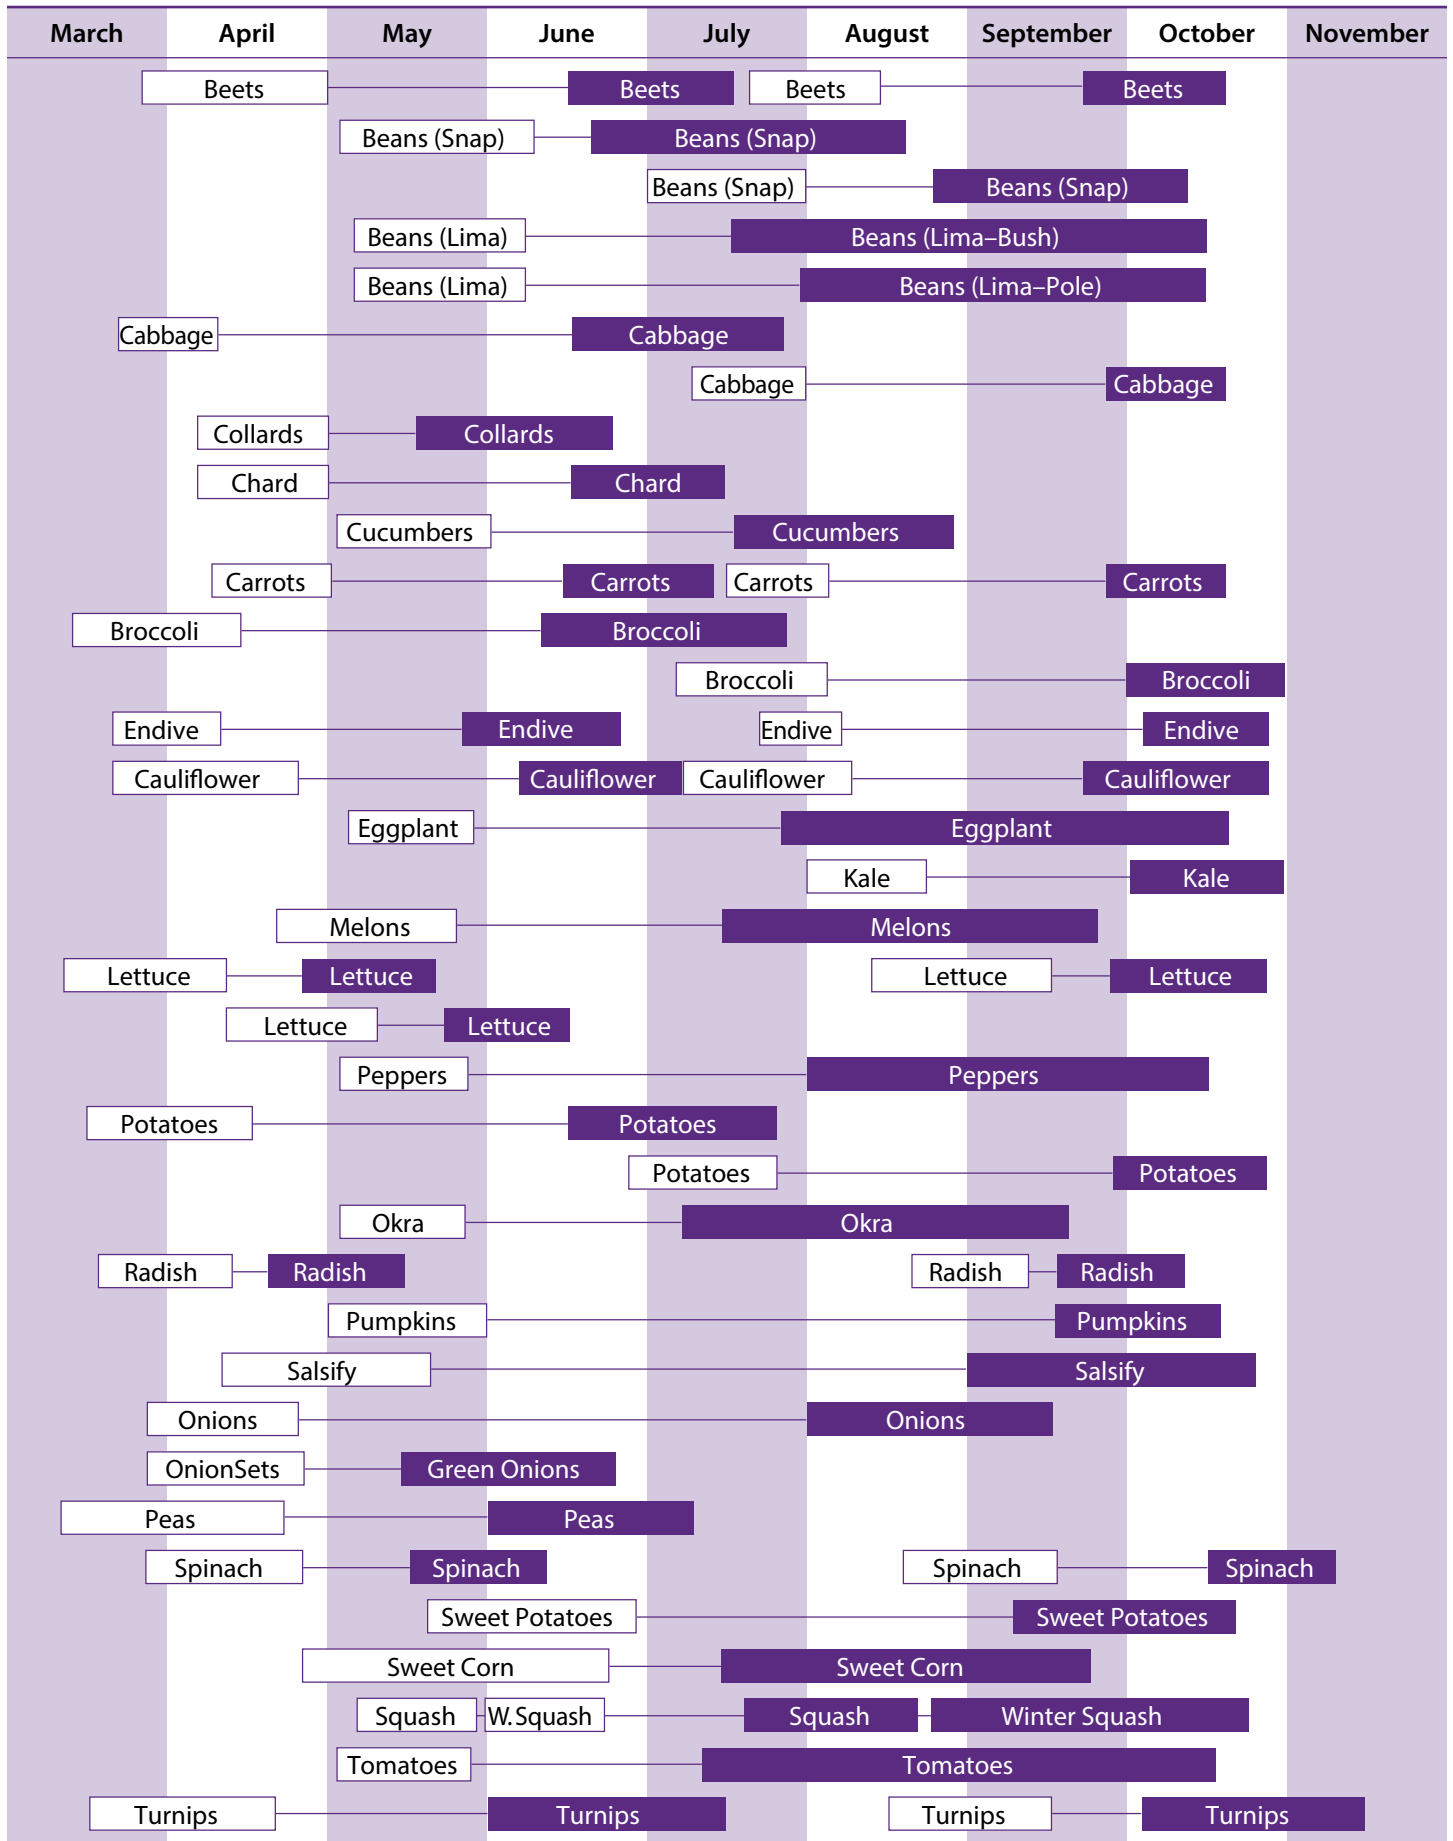 March April May June July August September October November
Beets Beets Beets Beets
Beans (Snap) Beans (Snap)
Beans (Snap) Beans (Snap)
Beans (Lima) Beans (Lima–Bush)
Beans (Lima) Beans (Lima–Pole)
Cabbage Cabbage
Cabbage Cabbage
Collards Collards
Chard Chard
Cucumbers Cucumbers
Carrots Carrots Carrots Carrots
Broccoli Broccoli
Broccoli Broccoli
Endive Endive Endive Endive
Cauliflower Cauliflower Cauliflower Cauliflower
Eggplant Eggplant
Kale Kale
Melons Melons
Lettuce Lettuce Lettuce Lettuce
Lettuce Lettuce
Peppers Peppers
Potatoes Potatoes
Potatoes Potatoes
Okra Okra
Radish Radish Radish Radish
Pumpkins Pumpkins
Salsify Salsify
Onions Onions
OnionSets Green Onions
Peas Peas
Spinach Spinach Spinach Spinach
Sweet Potatoes Sweet Potatoes
Sweet Corn Sweet Corn
Squash W. Squash Squash Winter Squash
Tomatoes Tomatoes
Turnips Turnips Turnips Turnips